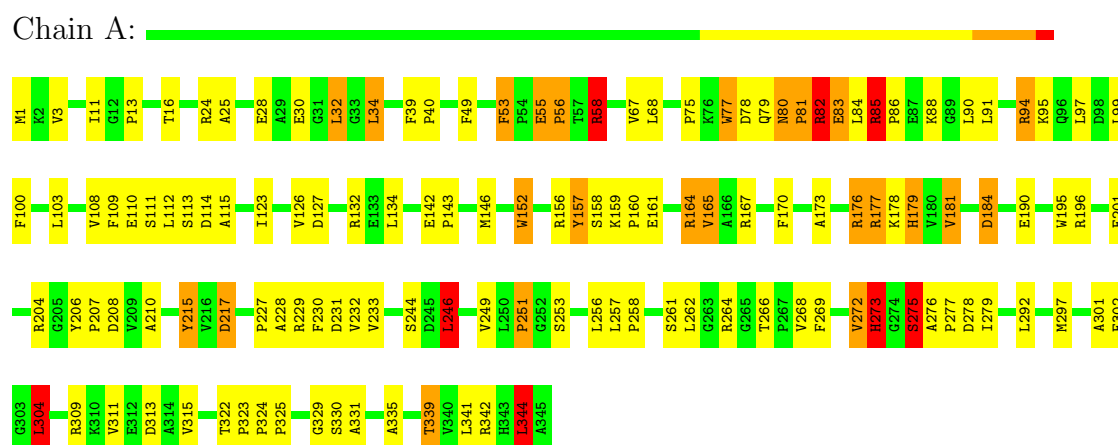 Chain A:
M1 K2 V3 I11 G12 P13 T16 R24 A25 E28 A29 E30 G31 L32 G33 L34 F39 P40 F49 F53 P54 E55 P56 T57 R58 V67 L68 P75 K76 W77 D78 Q79 N80 P81 R82 E83 L84 R85 P86 E87 K88 G89 L90 L91 R94 K95 Q96 L97 D98 L99
F100 L103 V108 F109 E110 S111 L112 S113 D114 A115 I123 V126 D127 R132 E133 L134 E142 P143 M146 W152 R156 Y157 S158 K159 P160 E161 R164 V165 A166 R167 F170 A173 R176 R177 K178 H179 V180 V181 D184 E190 W195 R196
R204 G205 Y206 P207 D208 V209 A210 Y215 V216 D217 P227 A228 R229 F230 D231 V232 V233 S244 D245 L246 V249 L250 P251 G252 S253 L256 L257 P258 S261 L262 G263 R264 G265 T266 P267 V268 F269 V272 H273 G274 S275 A276 P277 D278 I279 L292 M297 A301
G303 L304 R309 K310 V311 E312 D313 A314 V315 T322 P323 P324 P325 G329 S330 A331 A335 T339 V340 L341 R342 H343 L344 A345